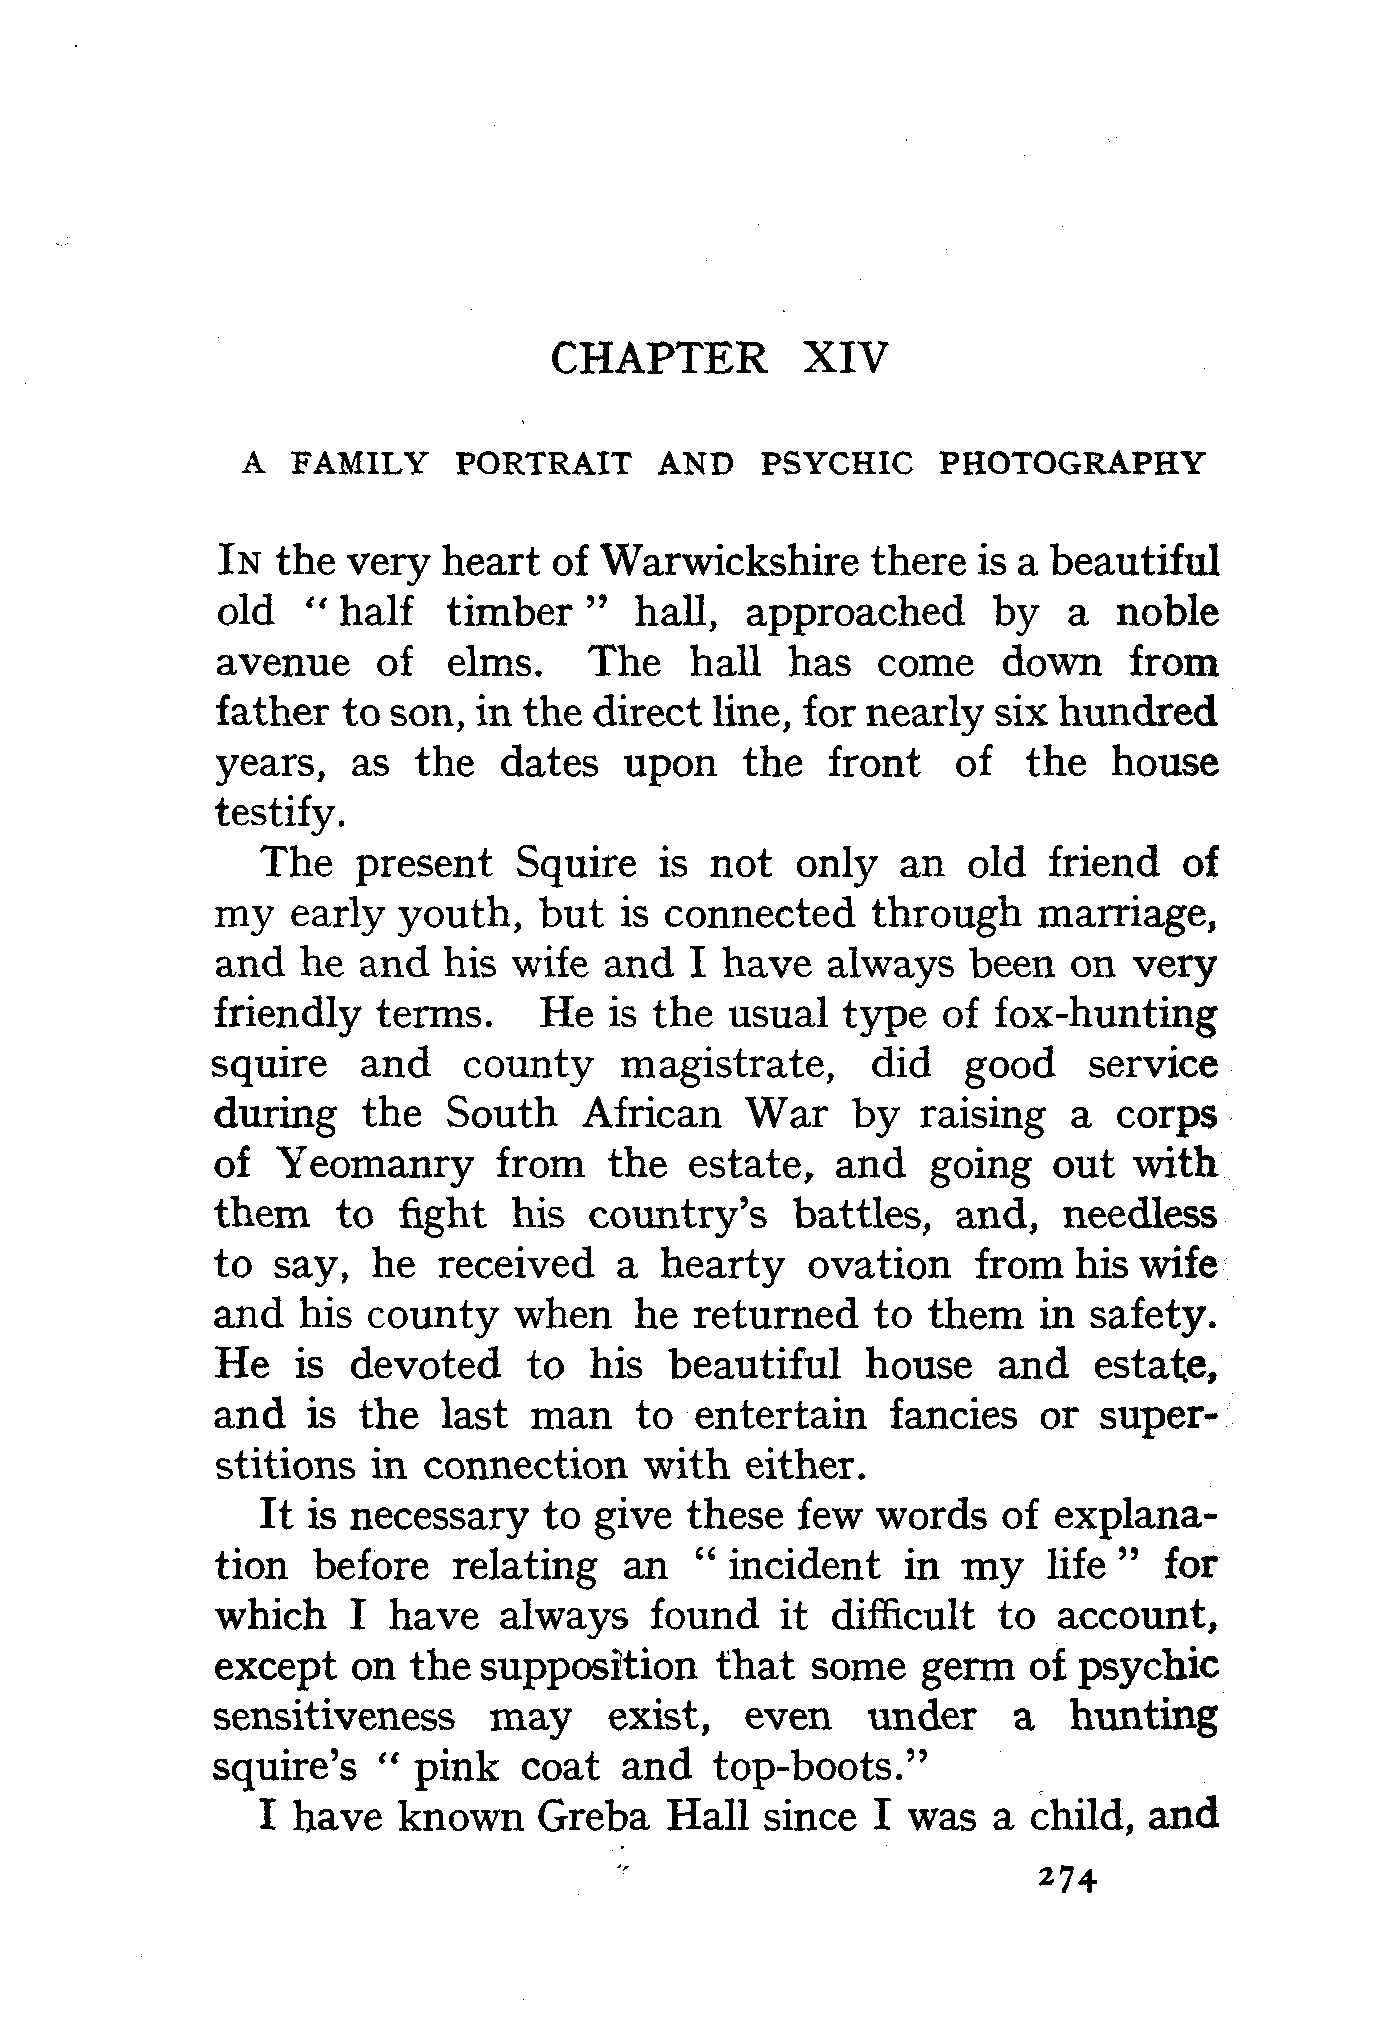 CHAPTER XIV
A FAMILY PORTRAIT AND PSYCHIC PHOTOGRAPHY
IN the very heart of Warwickshire there is a beautiful
old “ half timber ” hall, approached by a noble
avenue of elms. The hall has come down from
father to son, in the direct line, for nearly six hundred
years, as the dates upon the front of the house
testify.
The present Squire is not only an old friend of
my early youth, but is connected through marriage,
and he and his wife and I have always been on very
friendly terms. He is the usual type of fox-hunting
squire and county magistrate, did good service
during the South African War by raising a corps
of Yeomanry from the estate, and going out with
them to fight his country’s battles, and, needless
to say, he received a hearty ovation from his wife
and his county when he returned to them in safety.
He is devoted to his beautiful house and estate,
and is the last man to entertain fancies or super-
stitions in connection with either.
It is necessary to give these few words of explana-
tion before relating an “ incident in my life ” for
which I have always found it difficult to account,
except on the supposition that some germ of psychic
sensitiveness may exist, even under a hunting
squire’s “ pink coat and top-boots.”
I have known Greba Hall since I was a child, and
274